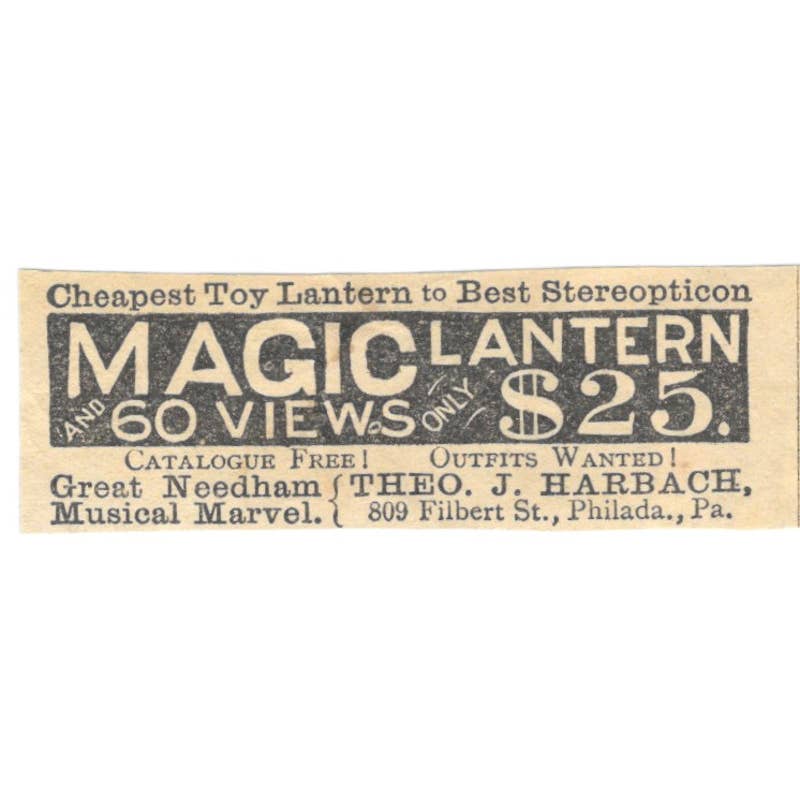 Cheapest Toy Lantern to Best Stereopticon
MAGIC LANTERN
AND 60 VIEWS ONLY $25.
CATALOGUE FREE! OUTFITS WANTED!
Great Needham { THEO. J. HARBACH,
Musical Marvel. { 809 Filbert St., Philada., Pa.